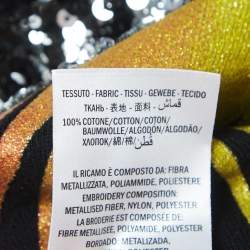 TESSUTO - FABRIC - TISSU - GEWEBE - TECIDO
ТКАНЬ - 表地 - 面料 - قماش
100% COTONE/COTTON/COTON/
BAUMWOLLE/ALGODÓN/ALGODÃO/
ХЛОПОК/綿/棉/قطن
IL RICAMO È COMPOSTO DA: FIBRA
METALLIZZATA, POLIAMMIDE, POLIESTERE
EMBROIDERY COMPOSITION:
METALLISED FIBER, NYLON, POLYESTER
LA BRODERIE EST COMPOSÉE DE:
FIBRE MÉTALLISÉE, POLYAMIDE, POLYESTER
BORDADO: METALIZADA,